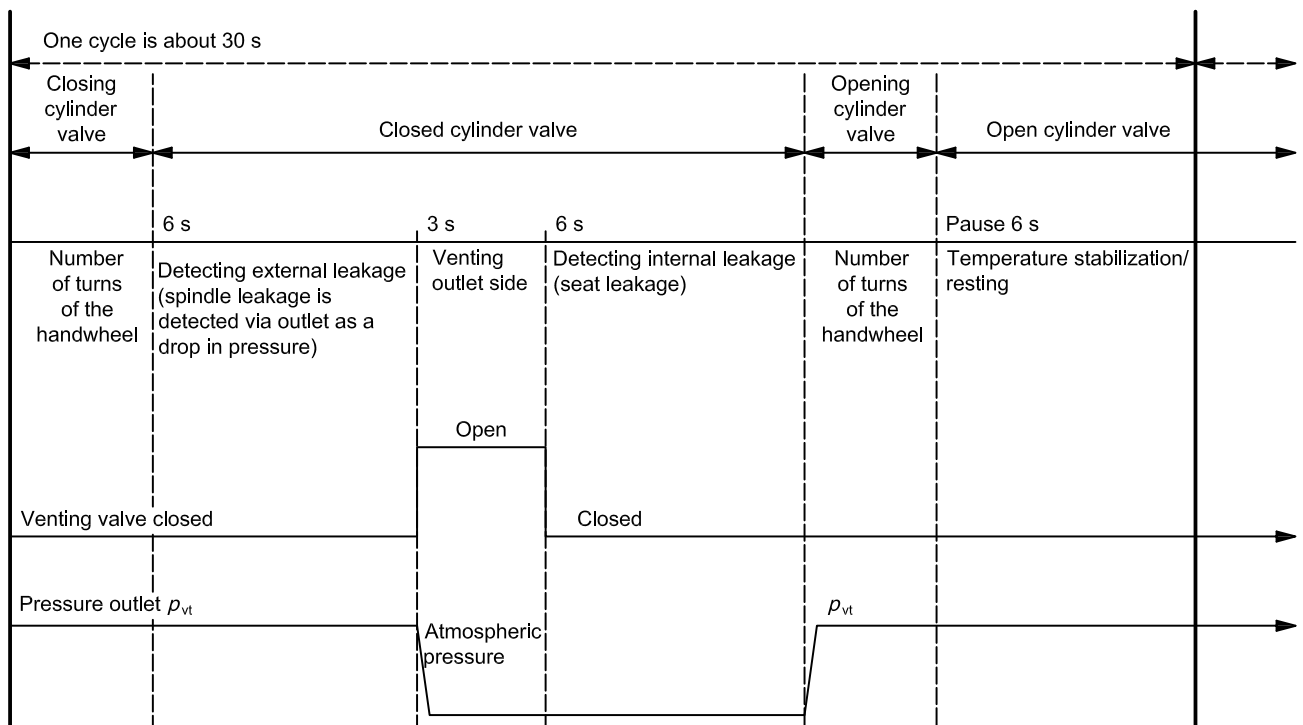 One cycle is about 30 s
Closing
cylinder
valve
Closed cylinder valve
Opening
cylinder
valve
Open cylinder valve
6 s
3 s
6 s
Pause 6 s
Number
of turns
of the
handwheel
Detecting external leakage
(spindle leakage is
detected via outlet as a
drop in pressure)
Venting
outlet side
Detecting internal leakage
(seat leakage)
Number
of turns
of the
handwheel
Temperature stabilization/
resting
Open
Venting valve closed
Closed
Pressure outlet pvt
Atmospheric
pressure
pvt